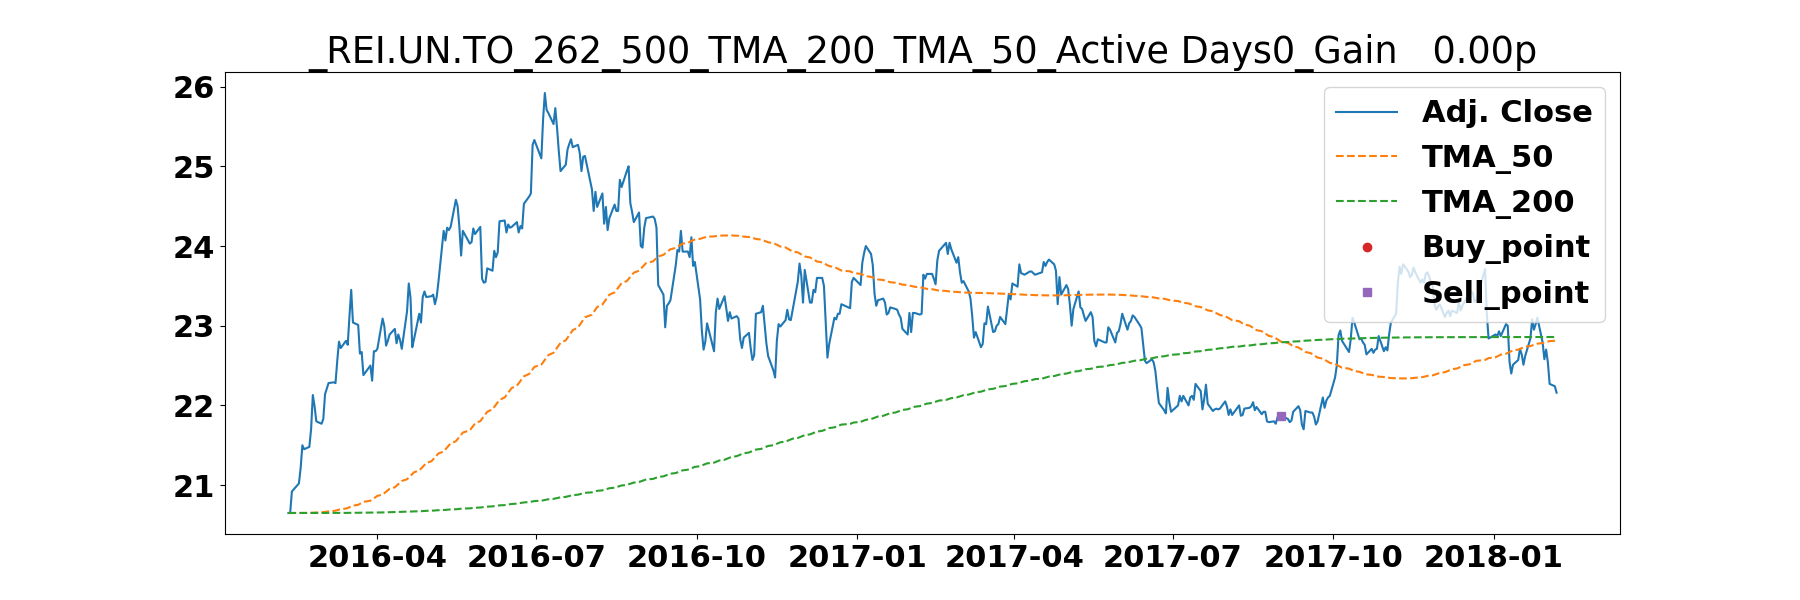 _REI.UN.TO_262_500_TMA_200_TMA_50_Active Days0_Gain   0.00p
26
25
24
23
22
21
Adj. Close
TMA_50
TMA_200
Buy_point
Sell_point
2016-04 2016-07 2016-10 2017-01 2017-04 2017-07 2017-10 2018-01